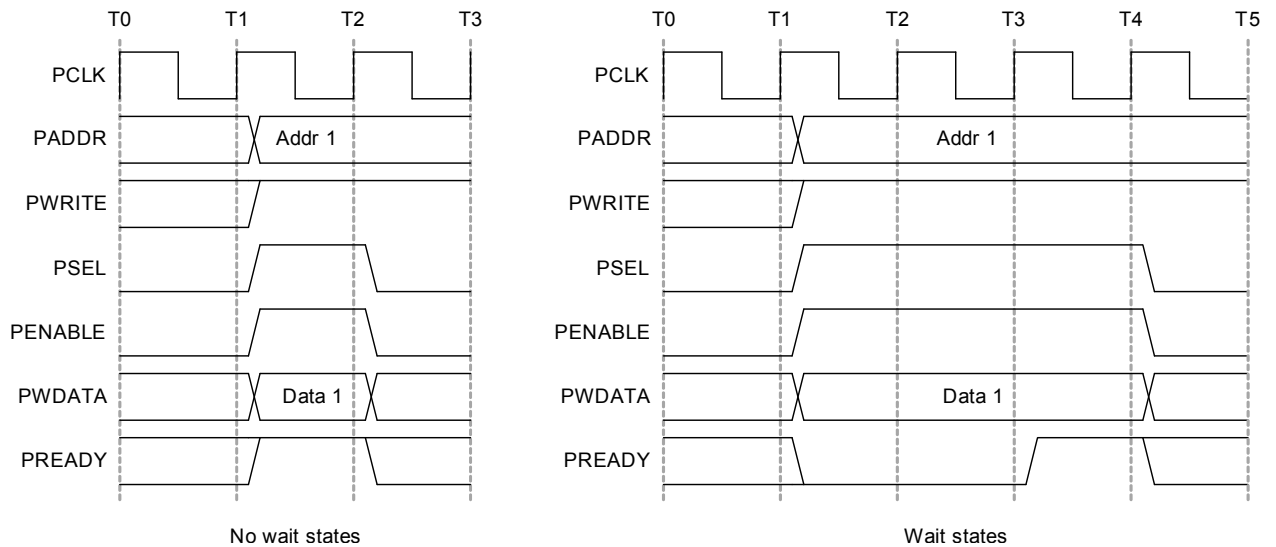 T0 T1 T2 T3 T0 T1 T2 T3 T4 T5
PCLK PCLK
PADDR Addr 1 PADDR Addr 1
PWRITE PWRITE
PSEL PSEL
PENABLE PENABLE
PWDATA Data 1 PWDATA Data 1
PREADY PREADY
No wait states Wait states